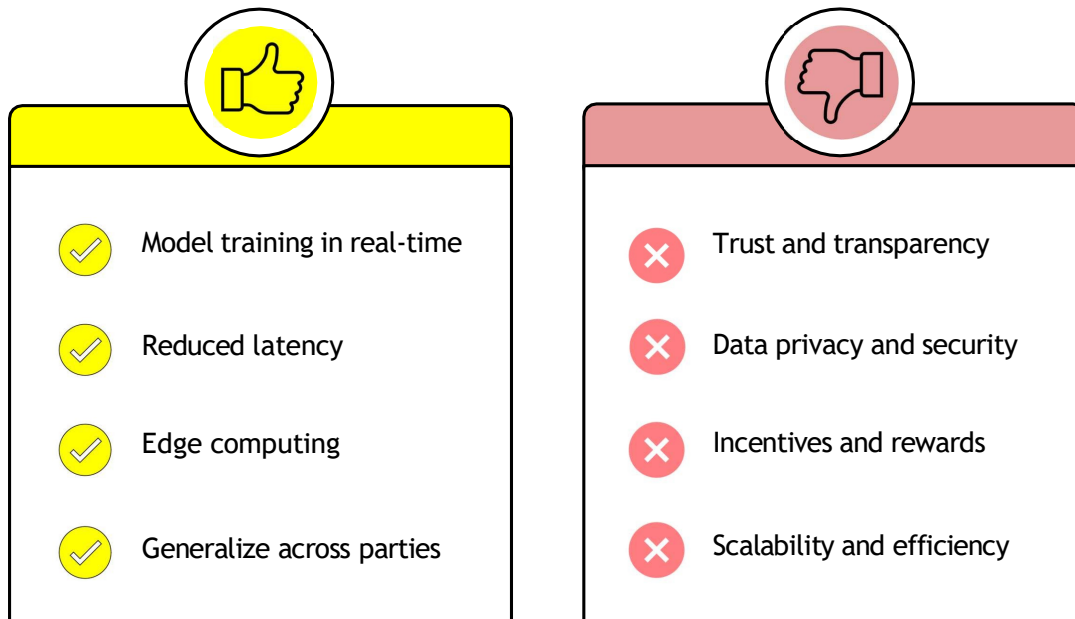 Model training in real-time
Reduced latency
Edge computing
Generalize across parties
Trust and transparency
Data privacy and security
Incentives and rewards
Scalability and efficiency